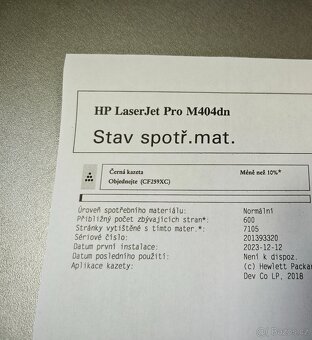 HP LaserJet Pro M404dn
Stav spotř.mat.
Černá kazeta Méně než 10%*
Objednejte (CF259XC)
Úroveň spotřebního materiálu: Normální
Přibližný počet zbývajících stran*: 600
Stránky vytištěné s tímto mater.*: 7105
Sériové číslo: 201393320
Datum první instalace: 2023-12-12
Datum posledního použití: Není k dispoz.
Aplikace kazety: (c) Hewlett Packar
Dev Co LP, 2018